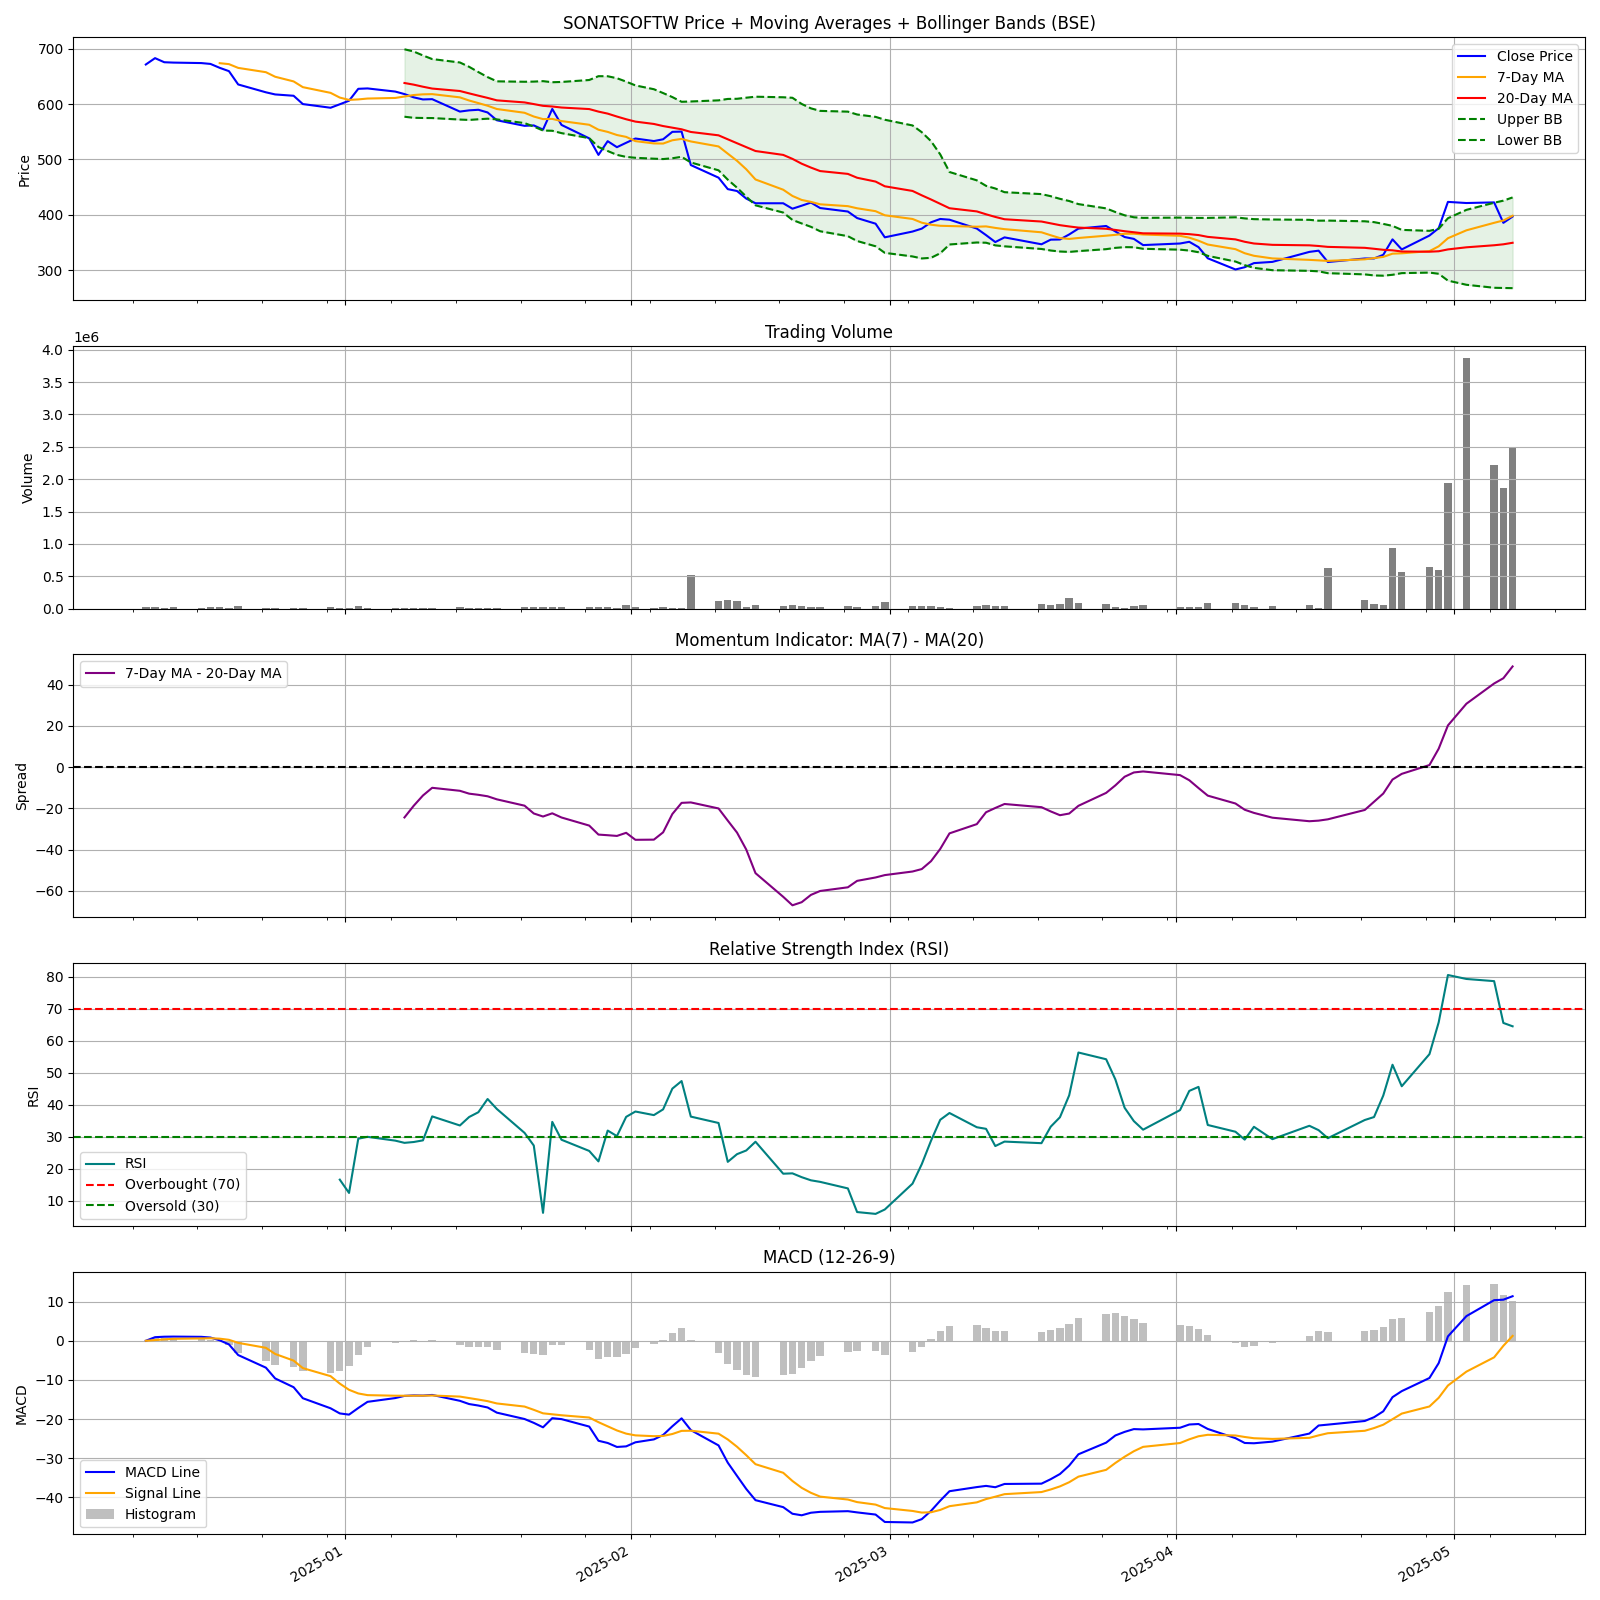 SONATSOFTW Price + Moving Averages + Bollinger Bands (BSE)
700
600
500
400
300
Price
Close Price
7-Day MA
20-Day MA
Upper BB
Lower BB
Trading Volume
1e6
4.0
3.5
3.0
2.5
2.0
1.5
1.0
0.5
0.0
Volume
Momentum Indicator: MA(7) - MA(20)
7-Day MA - 20-Day MA
40
20
0
−20
−40
−60
Spread
Relative Strength Index (RSI)
80
70
60
50
40
30
20
10
RSI
RSI
Overbought (70)
Oversold (30)
MACD (12-26-9)
10
0
−10
−20
−30
−40
MACD
MACD Line
Signal Line
Histogram
2025-01
2025-02
2025-03
2025-04
2025-05